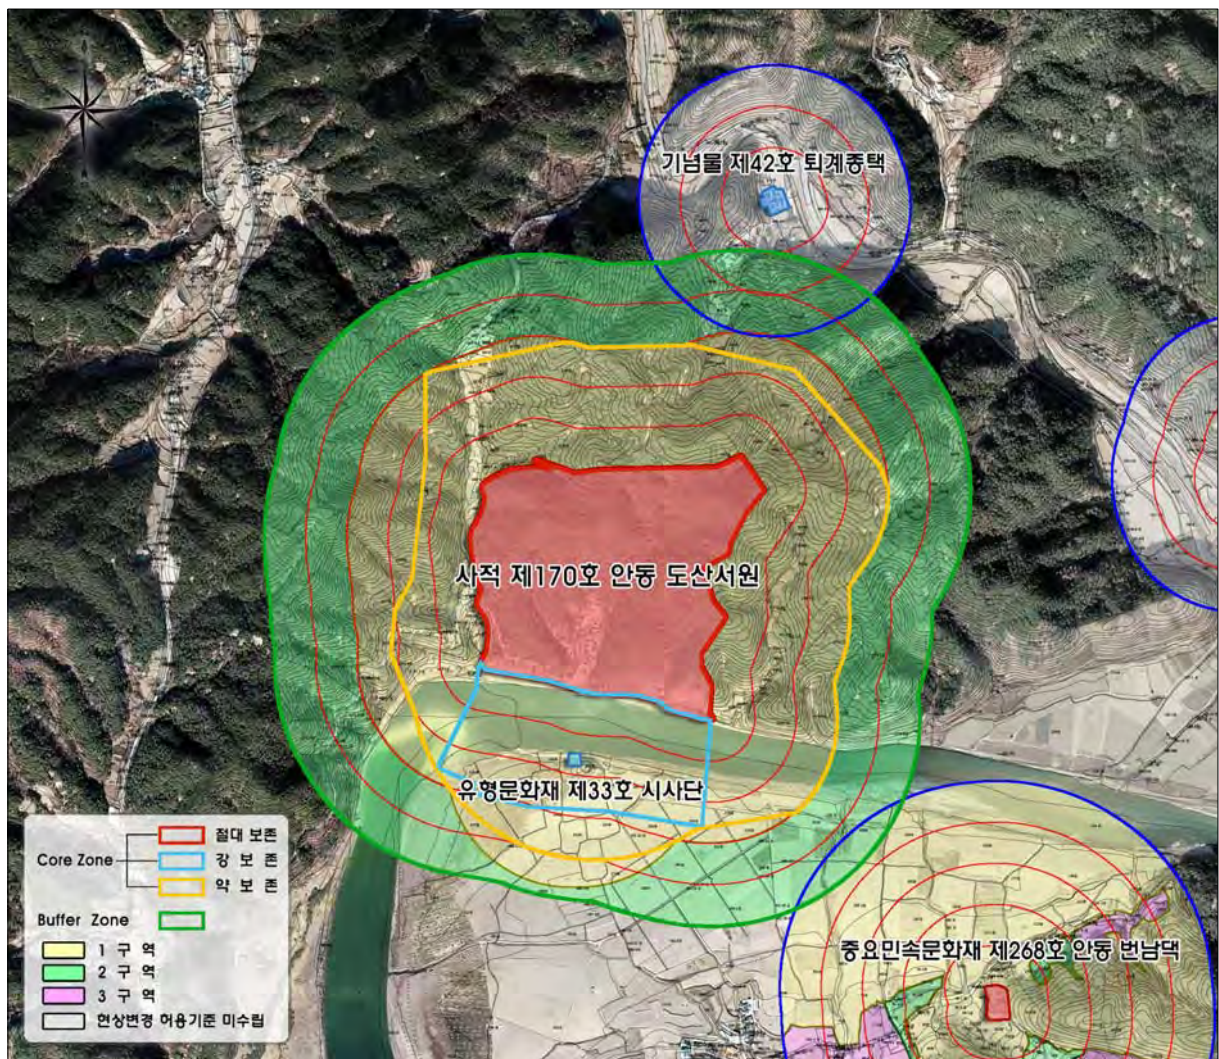 기념물 제42호 퇴계종택
사적 제170호 안동 도산서원
유형문화재 제33호 시사단
중요민속문화재 제268호 안동 번남댁
Core Zone
절대 보존
강 보 존
약 보 존
Buffer Zone
1 구 역
2 구 역
3 구 역
현상변경 허용기준 미수립